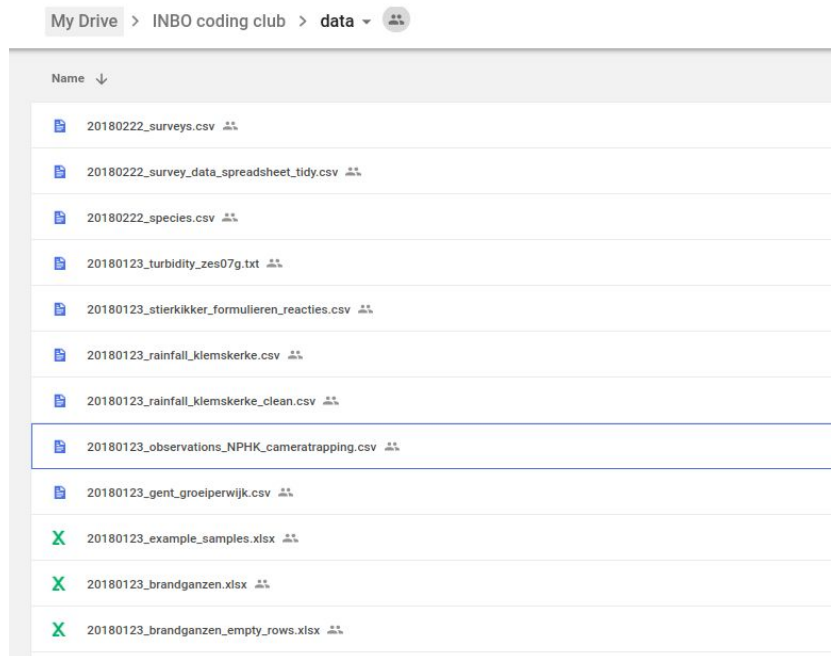 My Drive > INBO coding club > data
Name
20180222_surveys.csv
20180222_survey_data_spreadsheet_tidy.csv
20180222_species.csv
20180123_turbidity_zes07g.txt
20180123_stierkikker_formulieren_reacties.csv
20180123_rainfall_klemskerke.csv
20180123_rainfall_klemskerke_clean.csv
20180123_observations_NPHK_cameratrapping.csv
20180123_gent_groeiperwijk.csv
20180123_example_samples.xlsx
20180123_brandganzen.xlsx
20180123_brandganzen_empty_rows.xlsx